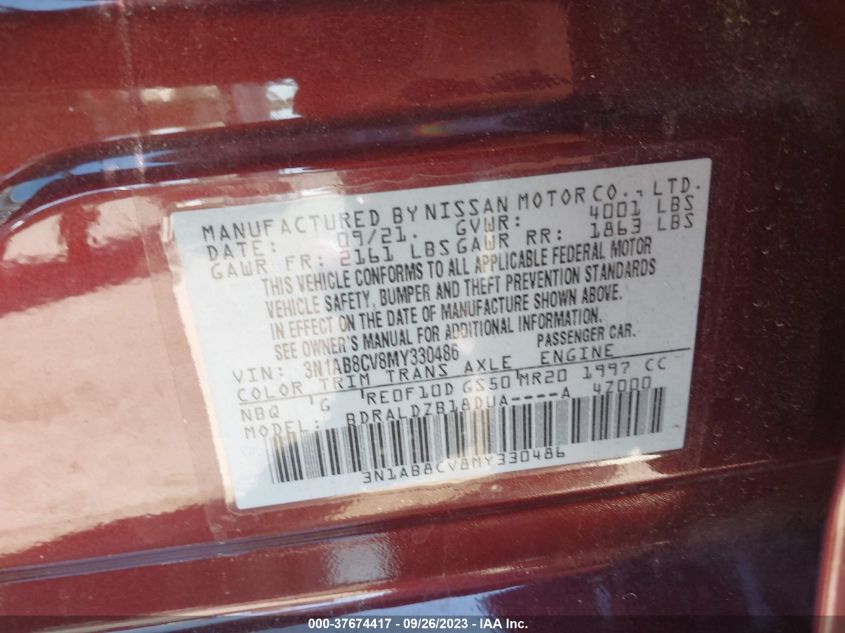 MANUFACTURED BY NISSAN MOTOR CO., LTD.
DATE: 09/21. GVWR: 4001 LBS
GAWR FR: 2161 LBS GAWR RR: 1863 LBS
THIS VEHICLE CONFORMS TO ALL APPLICABLE FEDERAL MOTOR
VEHICLE SAFETY, BUMPER AND THEFT PREVENTION STANDARDS
IN EFFECT ON THE DATE OF MANUFACTURE SHOWN ABOVE.
SEE OWNER'S MANUAL FOR ADDITIONAL INFORMATION.
VIN: 3N1AB8CV8MY330486 PASSENGER CAR.
COLOR TRIM TRANS AXLE ENGINE
NBQ G RE0F10D GS50 MR20 1997 CC
MODEL: BDRALDZB18DUA----A 4Z000
3N1AB8CV8MY330486
000-37674417 - 09/26/2023 - IAA Inc.